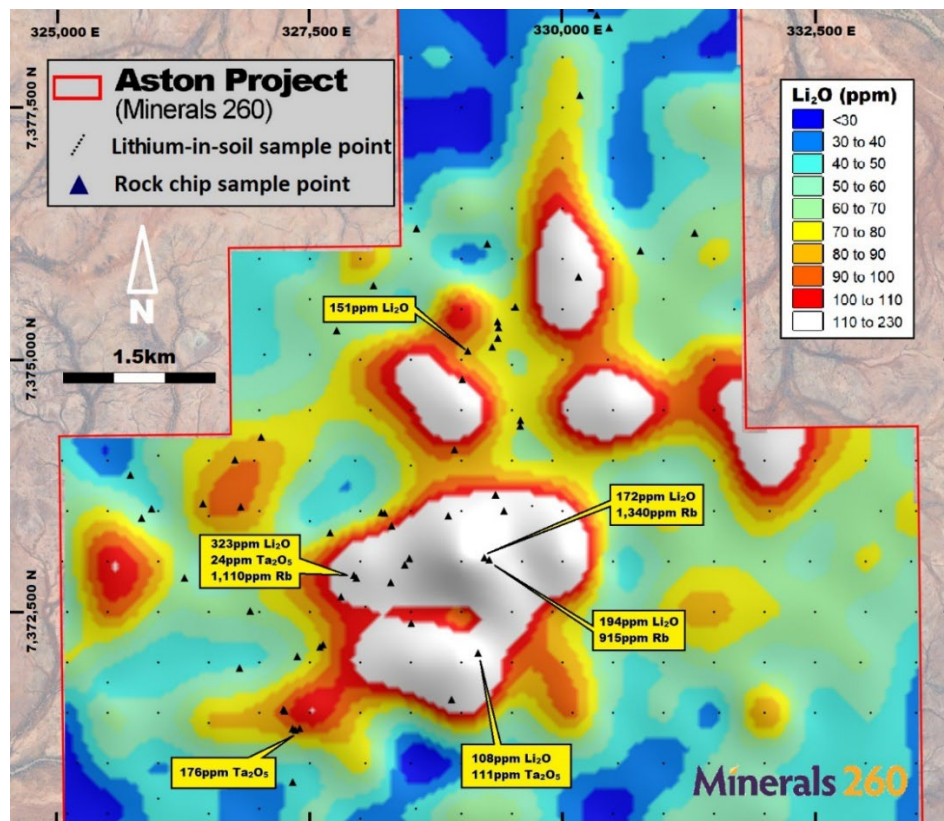 325,000 E
327,500 E
330,000 E
332,500 E
7,377,500 N
7,375,000 N
7,372,500 N
Aston Project
(Minerals 260)
Lithium-in-soil sample point
Rock chip sample point
Li₂O (ppm)
<30
30 to 40
40 to 50
50 to 60
60 to 70
70 to 80
80 to 90
90 to 100
100 to 110
110 to 230
N
1.5km
151ppm Li₂O
172ppm Li₂O
1,340ppm Rb
323ppm Li₂O
24ppm Ta₂O₅
1,110ppm Rb
194ppm Li₂O
915ppm Rb
176ppm Ta₂O₅
108ppm Li₂O
111ppm Ta₂O₅
Minerals 260